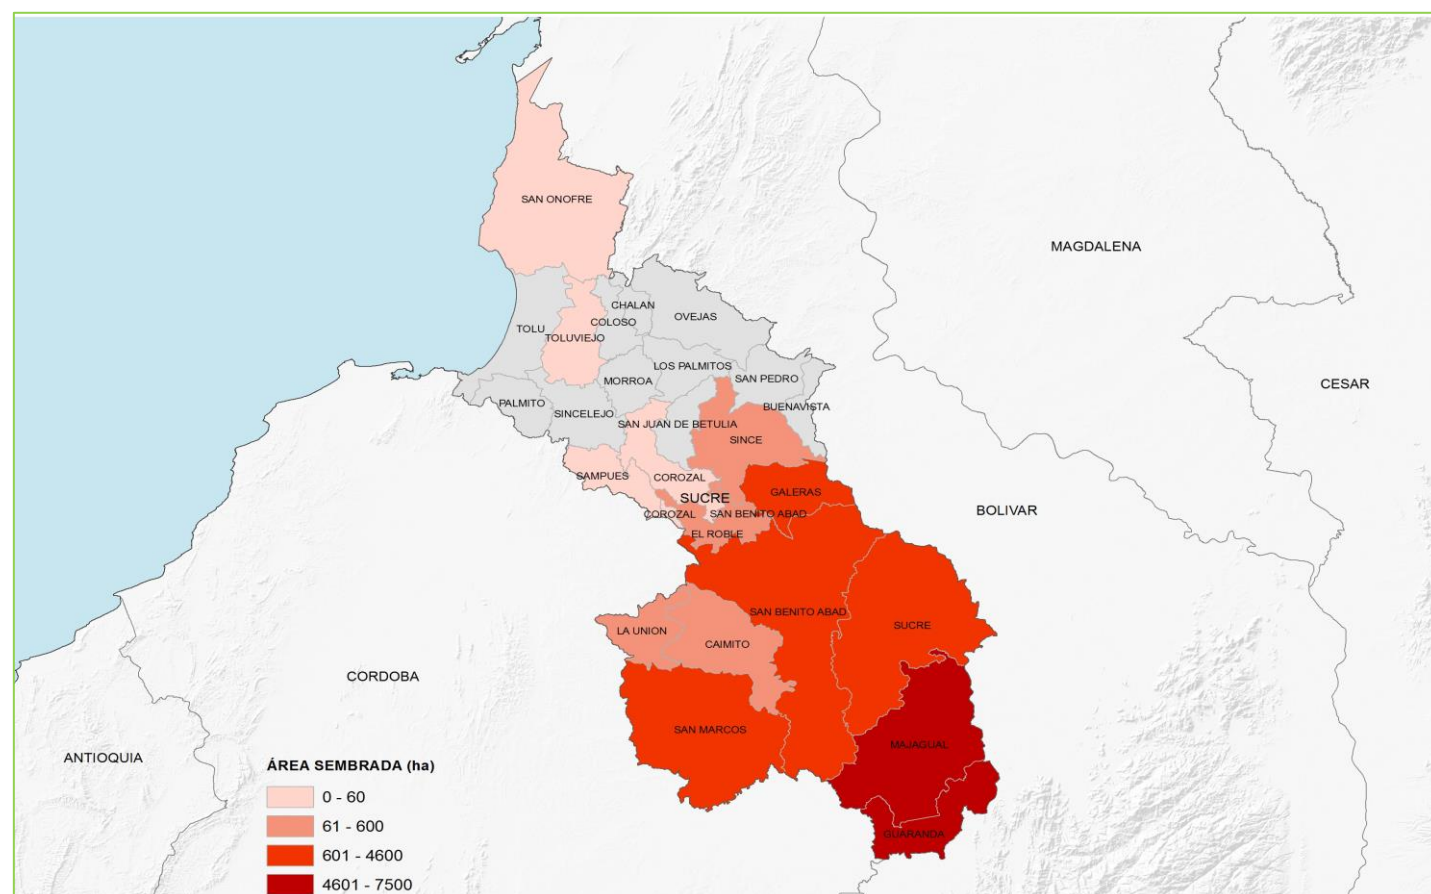 SAN ONOFRE
MAGDALENA
CHALAN
OVEJAS
COLOSO
TOLU
TOLUVIEJO
LOS PALMITOS
SAN PEDRO
MORROA
CESAR
PALMITO
BUENAVISTA
SINCELEJO
SAN JUAN DE BETULIA
SINCE
SAMPUES
COROZAL
GALERAS
SUCRE
BOLIVAR
COROZAL
SAN BENITO ABAD
EL ROBLE
SAN BENITO ABAD
SUCRE
LA UNION
CAIMITO
CORDOBA
SAN MARCOS
MAJAGUAL
ANTIOQUIA
GUARANDA
ÁREA SEMBRADA (ha)
0 - 60
61 - 600
601 - 4600
4601 - 7500